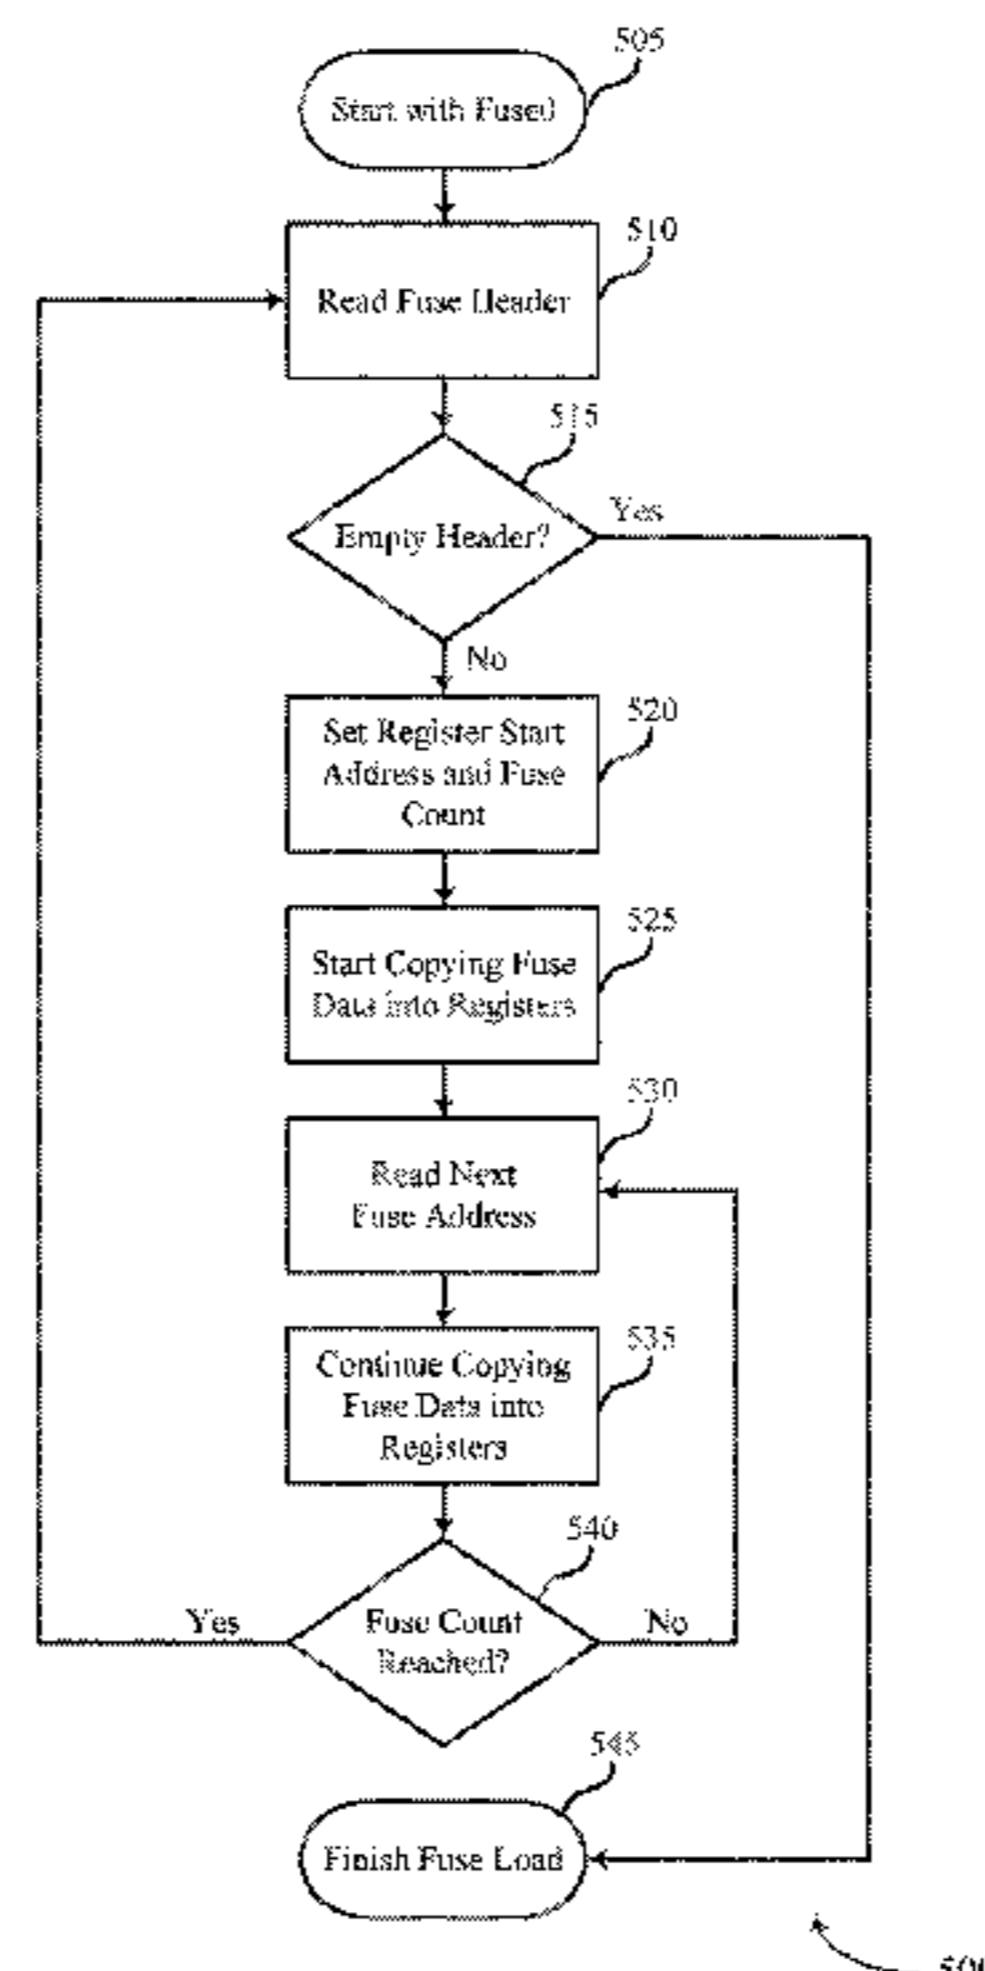 505
Start with Fuse0
510
Read Fuse Header
515
Empty Header?
Yes
No
520
Set Register Start
Address and Fuse
Count
525
Start Copying Fuse
Data into Registers
530
Read Next
Fuse Address
535
Continue Copying
Fuse Data into
Registers
540
Fuse Count
Reached?
Yes
No
545
Finish Fuse Load